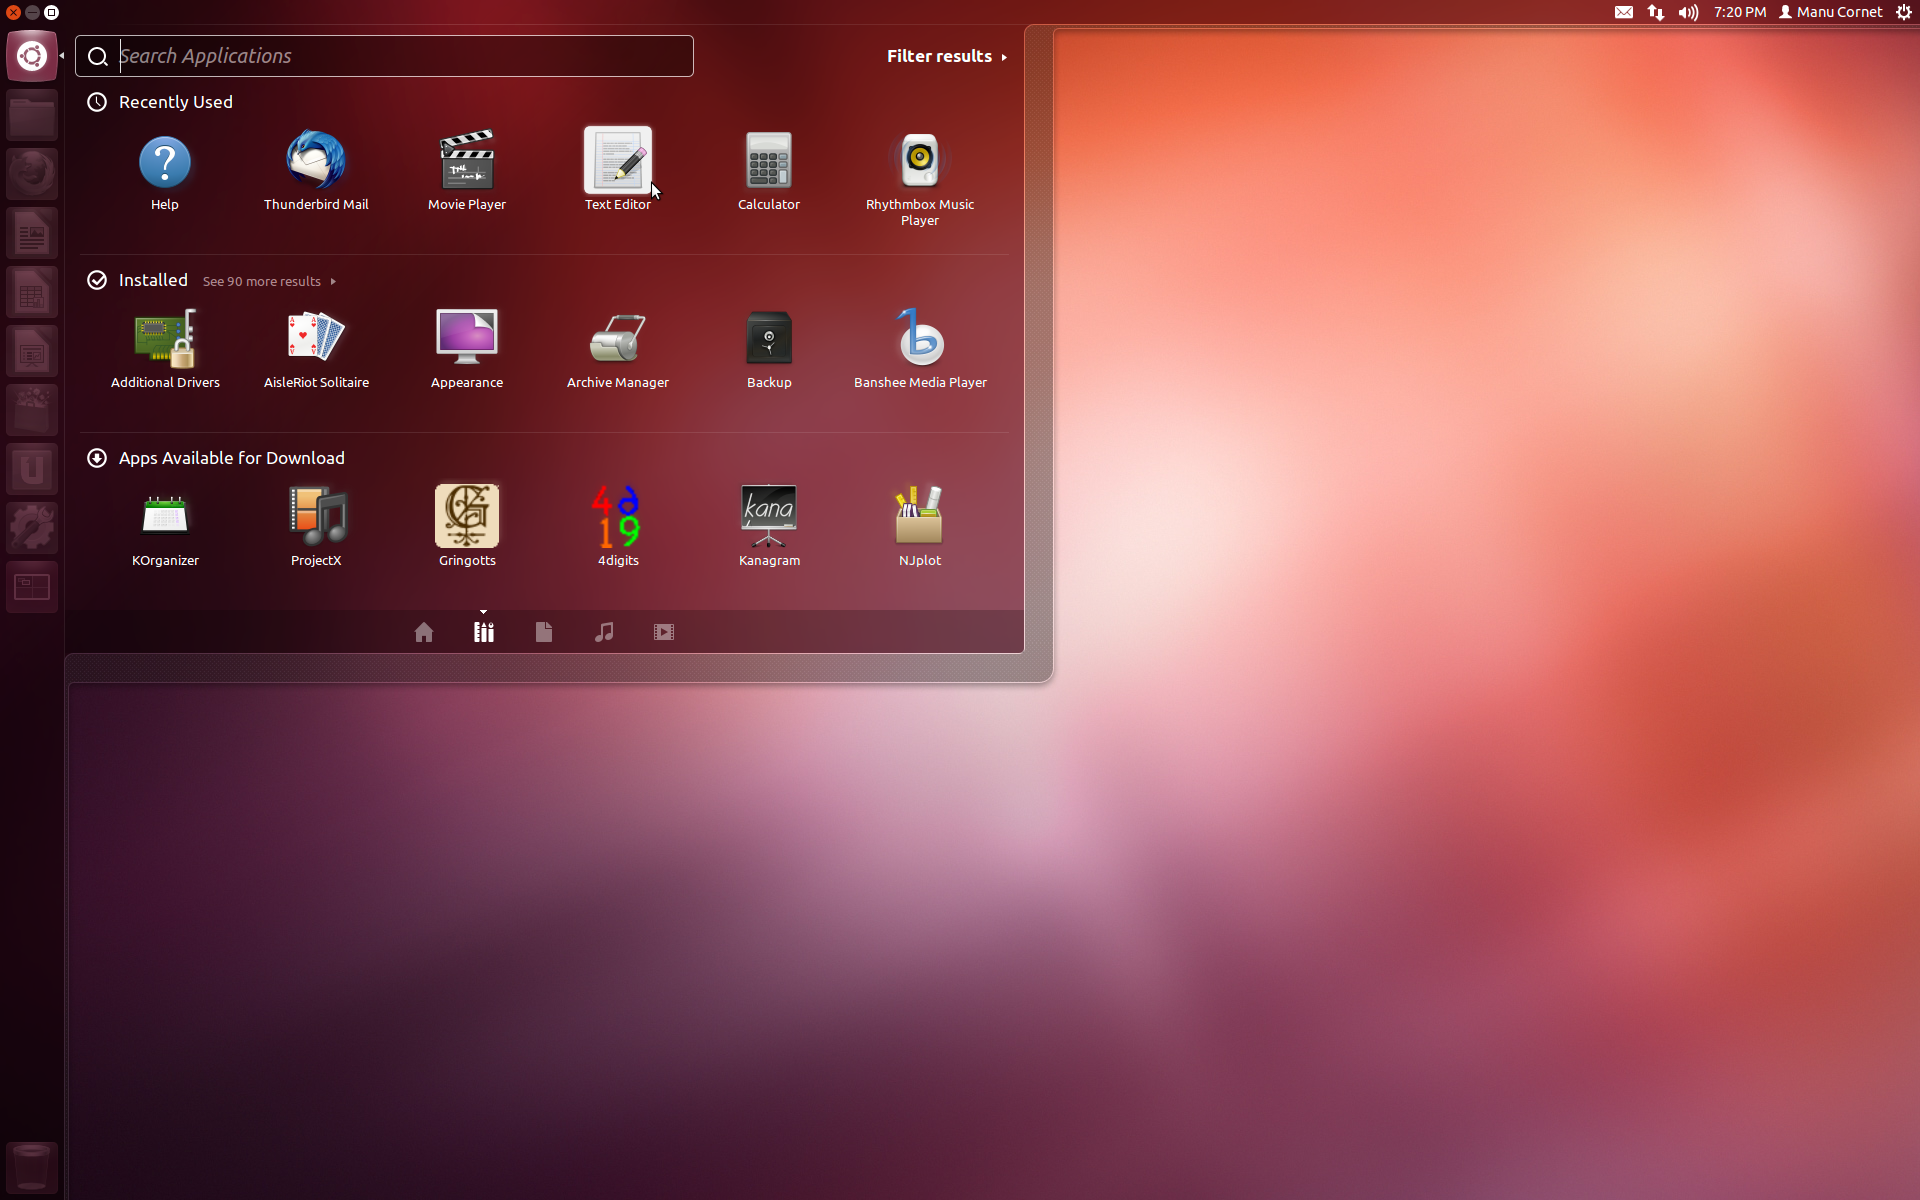 7:20 PM Manu Cornet
Search Applications
Filter results
Recently Used
Help
Thunderbird Mail
Movie Player
Text Editor
Calculator
Rhythmbox Music
Player
Installed See 90 more results
Additional Drivers
AisleRiot Solitaire
Appearance
Archive Manager
Backup
Banshee Media Player
Apps Available for Download
kana
KOrganizer
ProjectX
Gringotts
4digits
Kanagram
NJplot